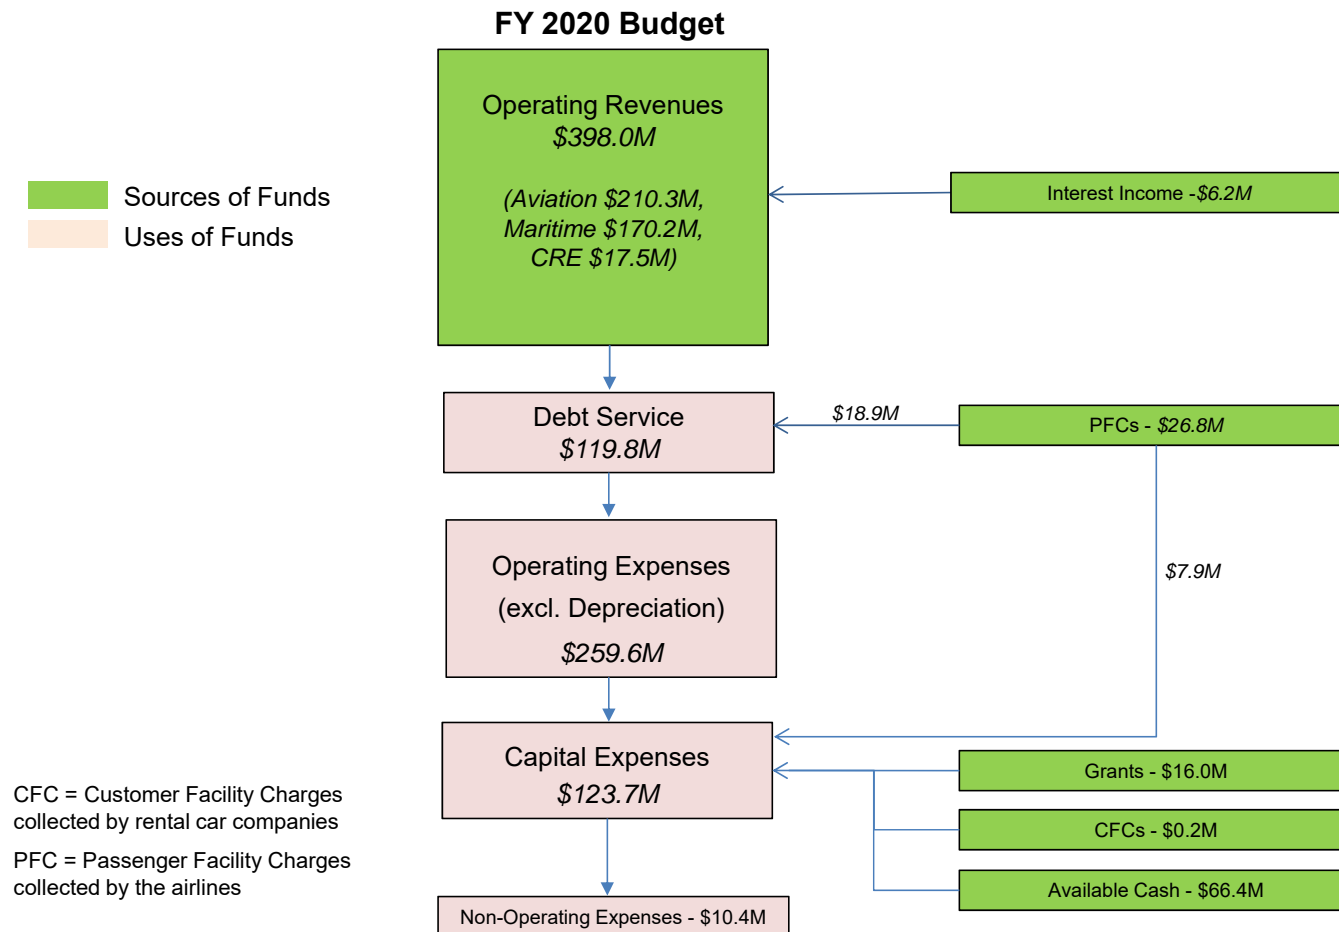 FY 2020 Budget
Operating Revenues
$398.0M
(Aviation $210.3M,
Maritime $170.2M,
CRE $17.5M)
Interest Income -$6.2M
Sources of Funds
Uses of Funds
Debt Service
$119.8M
$18.9M
PFCs - $26.8M
Operating Expenses
(excl. Depreciation)
$259.6M
$7.9M
Capital Expenses
$123.7M
Grants - $16.0M
CFCs - $0.2M
Available Cash - $66.4M
CFC = Customer Facility Charges
collected by rental car companies
PFC = Passenger Facility Charges
collected by the airlines
Non-Operating Expenses - $10.4M